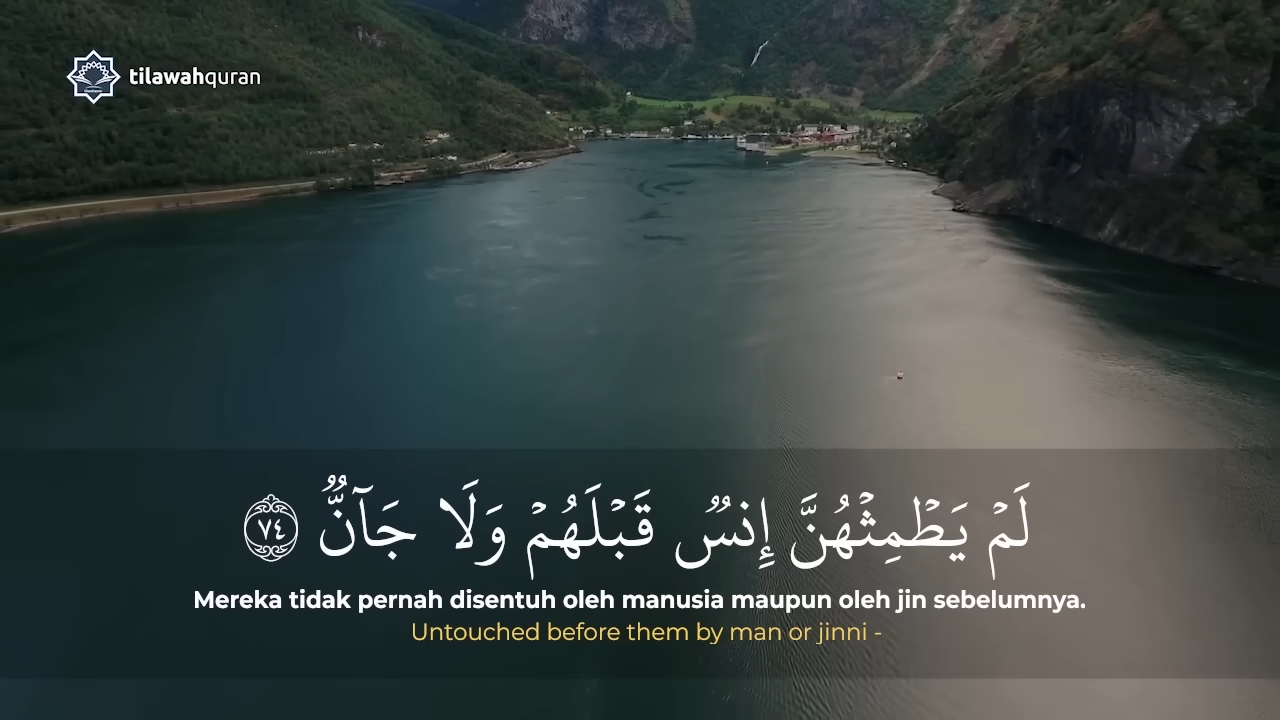 tilawahquran
لَمْ يَطْمِثْهُنَّ إِنسٌ قَبْلَهُمْ وَلَا جَآنٌّ ٧٤
Mereka tidak pernah disentuh oleh manusia maupun oleh jin sebelumnya.
Untouched before them by man or jinni -